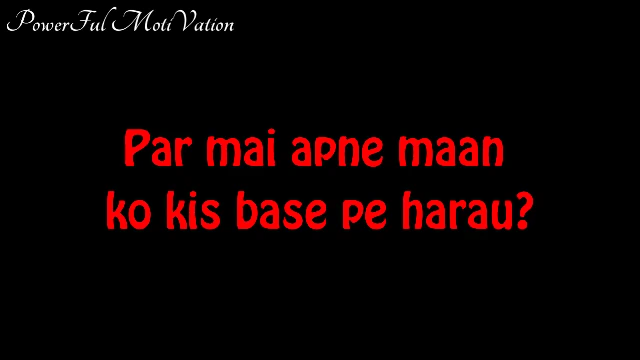 PowerFul MotiVation
Par mai apne maan
ko kis base pe harau?